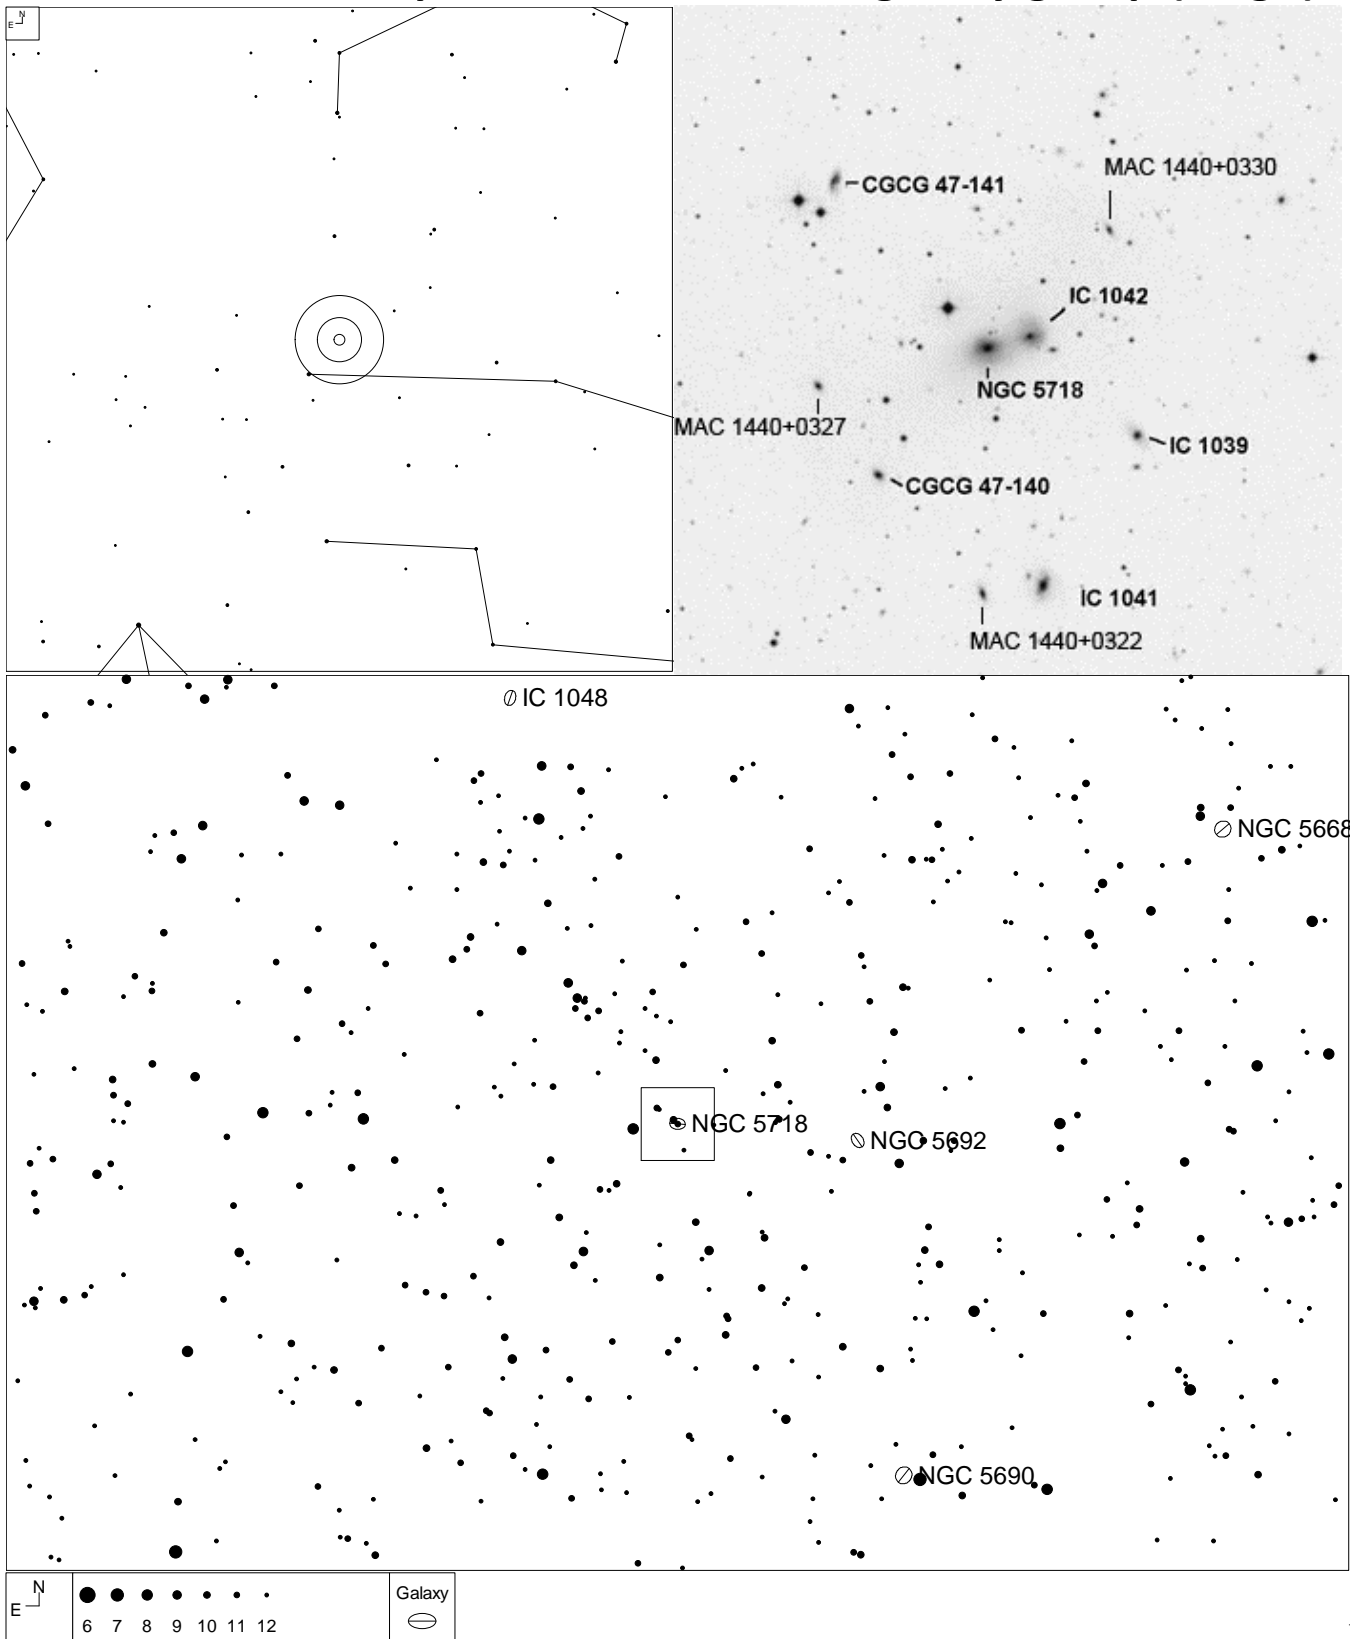 N
E
MAC 1440+0330
CGCG 47-141
IC 1042
NGC 5718
MAC 1440+0327
IC 1039
CGCG 47-140
IC 1041
MAC 1440+0322
IC 1048
NGC 5668
NGC 5718
NGC 5692
NGC 5690
N
E
6 7 8 9 10 11 12
Galaxy